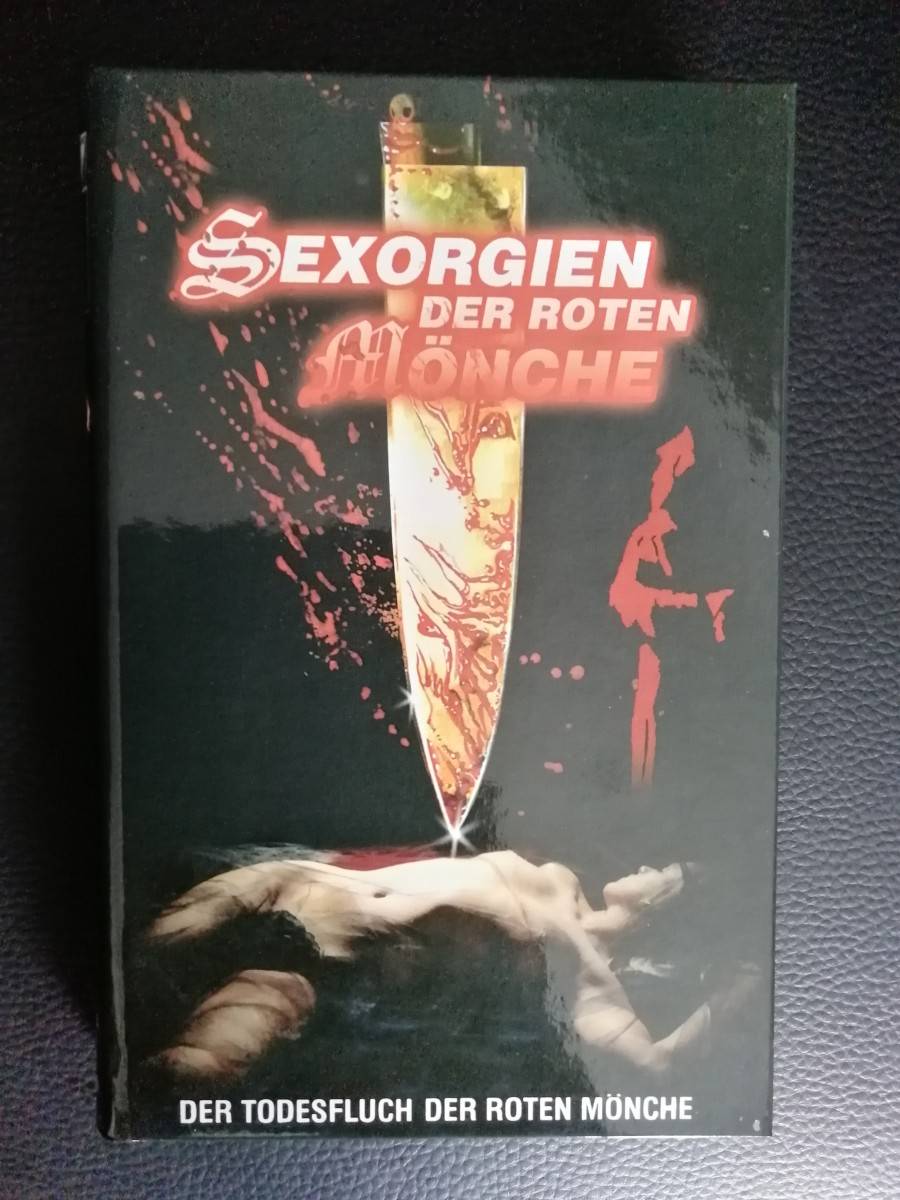 SEXORGIEN
DER ROTEN
MÖNCHE
DER TODESFLUCH DER ROTEN MÖNCHE